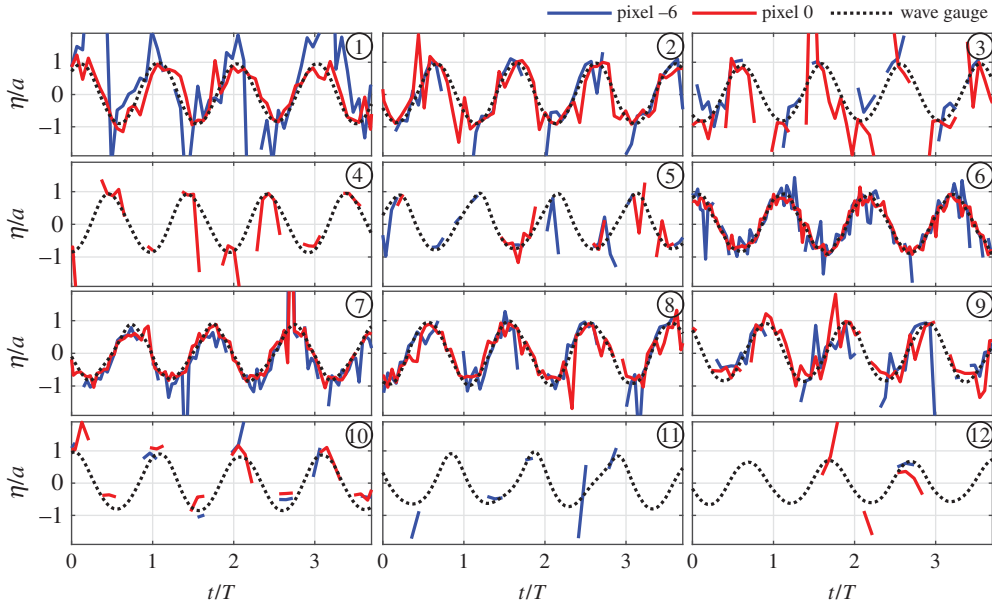 pixel –6 pixel 0 wave gauge
1 2 3
η/a 1 0 −1
4 5 6
η/a 1 0 −1
7 8 9
η/a 1 0 −1
10 11 12
η/a 1 0 −1
0 1 2 3 0 1 2 3 0 1 2 3
t/T t/T t/T